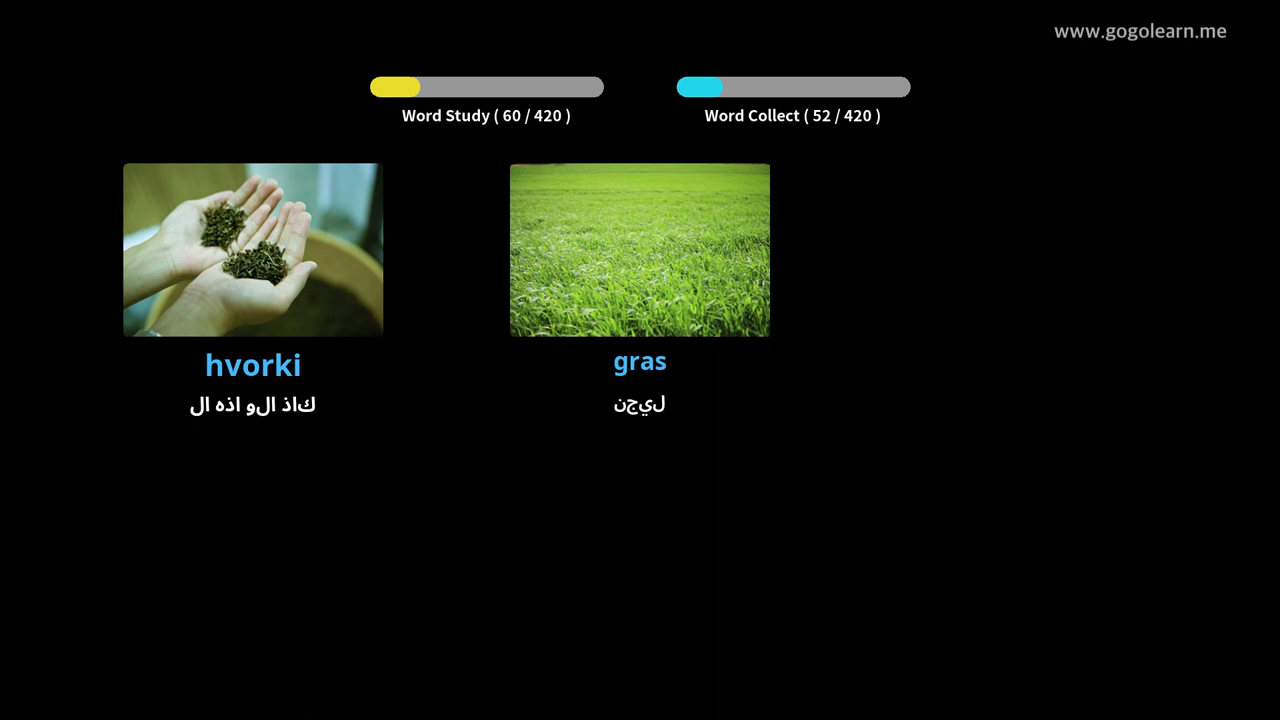 www.gogolearn.me
Word Study ( 60 / 420 )
Word Collect ( 52 / 420 )
hvorki
كاذ الو اذه ال
gras
ليجن